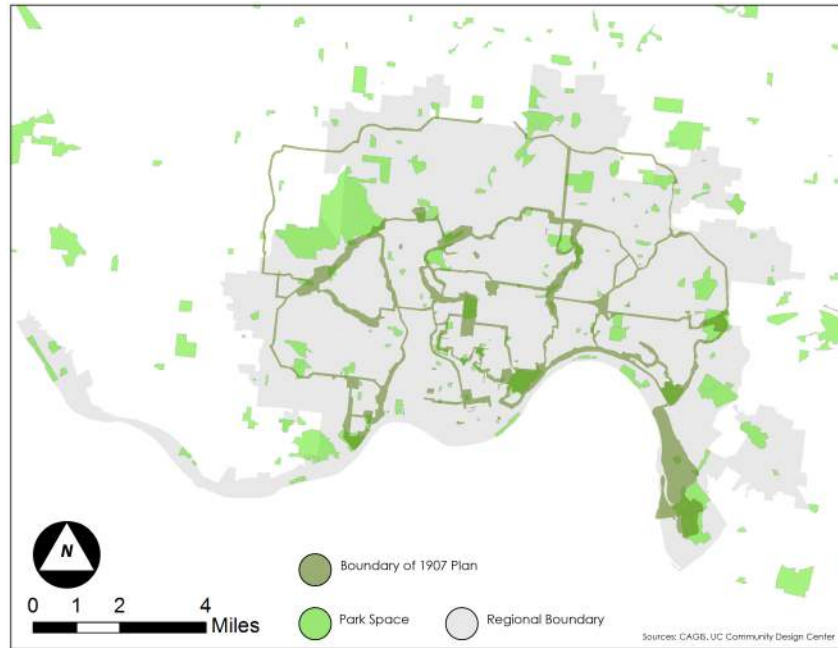 N
0 1 2 4
Miles
Boundary of 1907 Plan
Park Space
Regional Boundary
Sources: CAGIS, UC Community Design Center